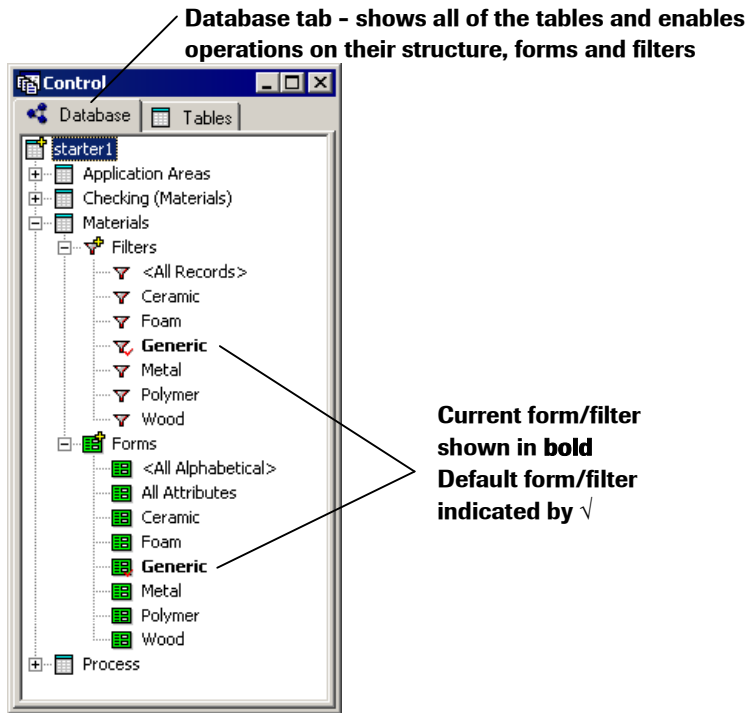 Database tab - shows all of the tables and enables
operations on their structure, forms and filters
Control
Database Tables
starter1
Application Areas
Checking (Materials)
Materials
Filters
<All Records>
Ceramic
Foam
Generic
Metal
Polymer
Wood
Forms
<All Alphabetical>
All Attributes
Ceramic
Foam
Generic
Metal
Polymer
Wood
Process
Current form/filter
shown in bold
Default form/filter
indicated by √